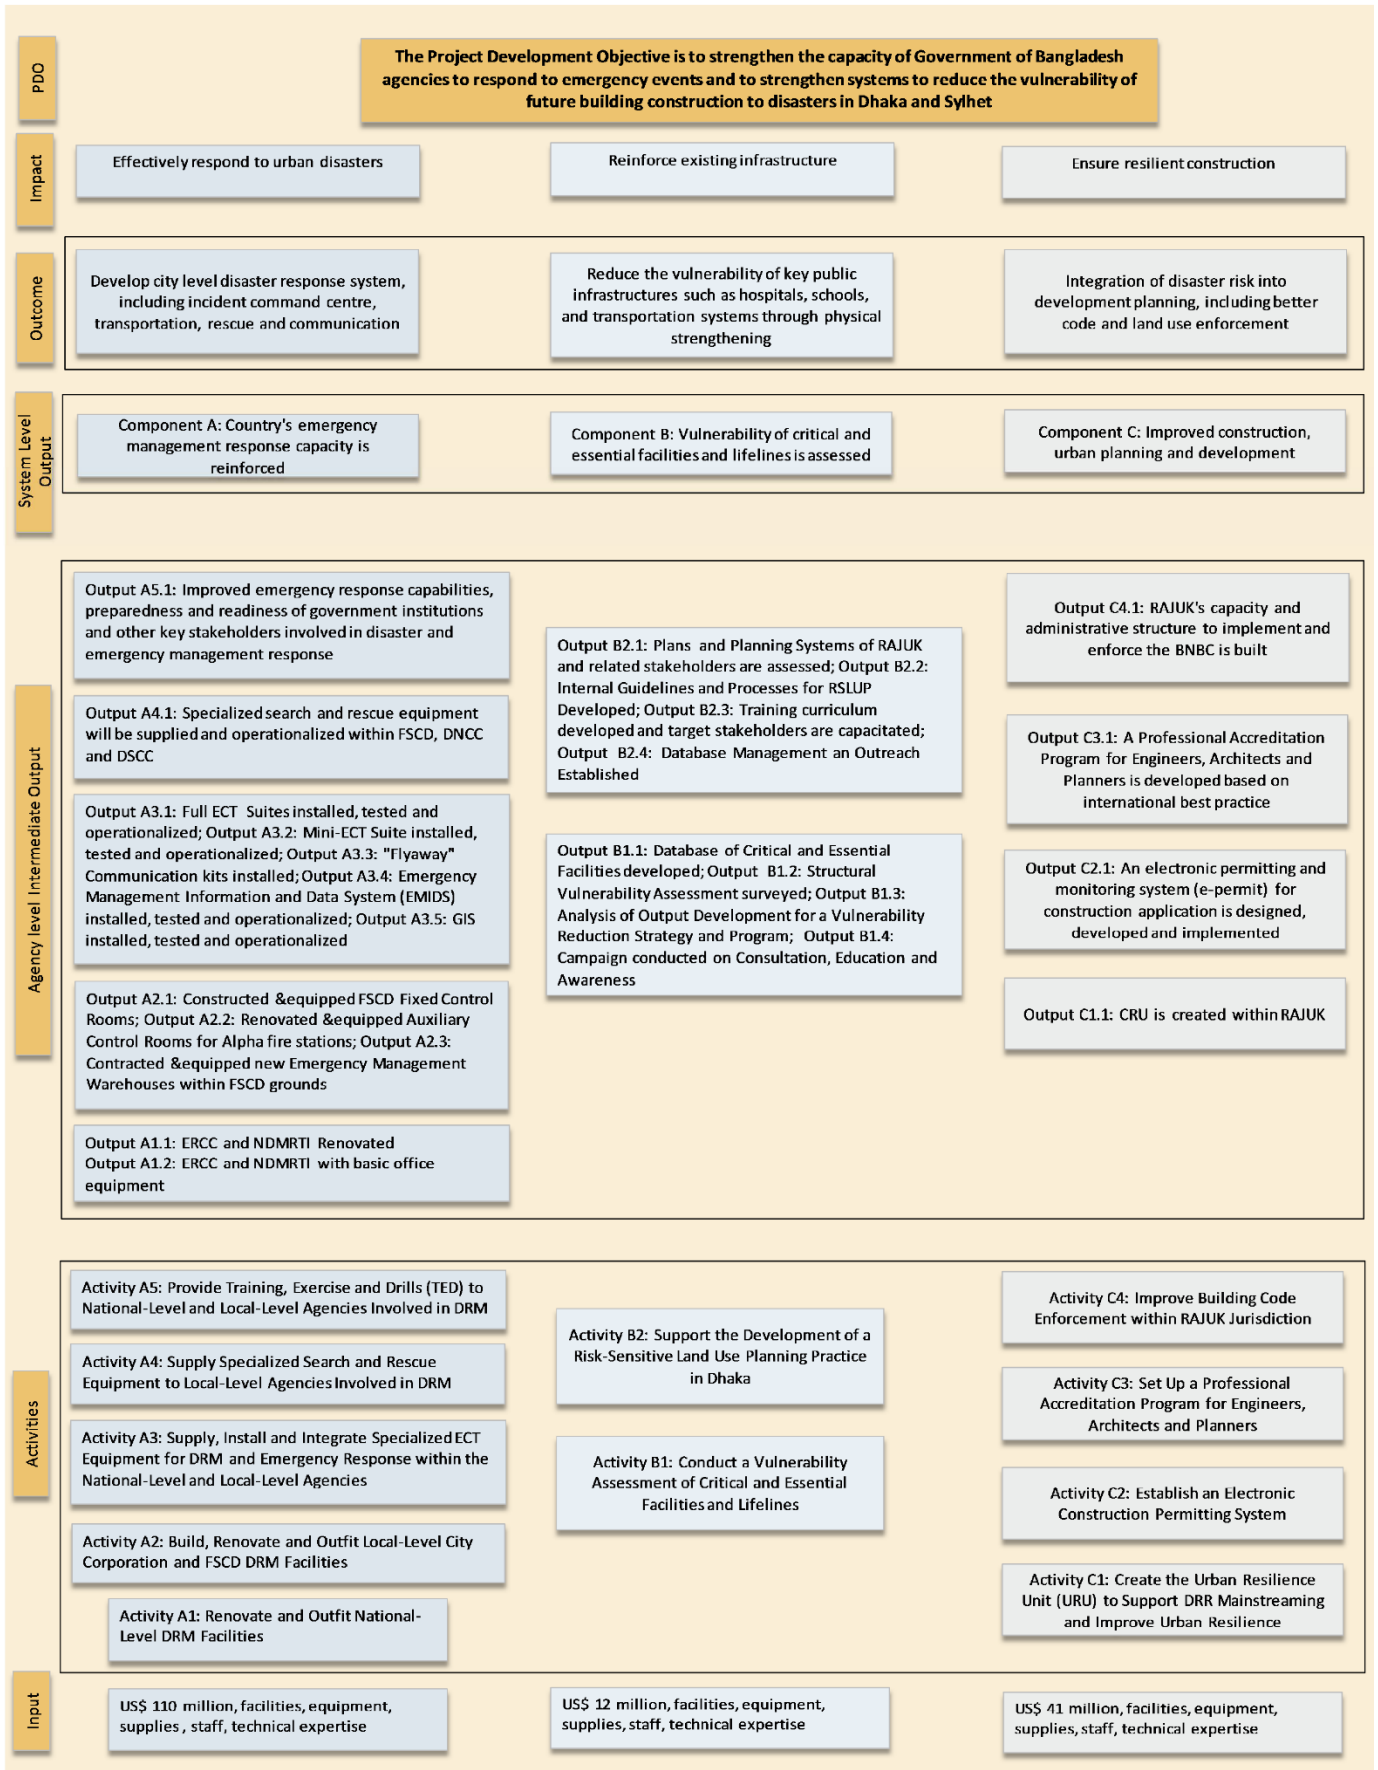 PDO
The Project Development Objective is to strengthen the capacity of Government of Bangladesh
agencies to respond to emergency events and to strengthen systems to reduce the vulnerability of
future building construction to disasters in Dhaka and Sylhet
Impact
Effectively respond to urban disasters
Reinforce existing infrastructure
Ensure resilient construction
Outcome
Develop city level disaster response system,
including incident command centre,
transportation, rescue and communication
Reduce the vulnerability of key public
infrastructures such as hospitals, schools,
and transportation systems through physical
strengthening
Integration of disaster risk into
development planning, including better
code and land use enforcement
System Level
Output
Component A: Country's emergency
management response capacity is
reinforced
Component B: Vulnerability of critical and
essential facilities and lifelines is assessed
Component C: Improved construction,
urban planning and development
Agency level Intermediate Output
Output A5.1: Improved emergency response capabilities,
preparedness and readiness of government institutions
and other key stakeholders involved in disaster and
emergency management response
Output A4.1: Specialized search and rescue equipment
will be supplied and operationalized within FSCD, DNCC
and DSCC
Output A3.1: Full ECT Suites installed, tested and
operationalized; Output A3.2: Mini-ECT Suite installed,
tested and operationalized; Output A3.3: "Flyaway"
Communication kits installed; Output A3.4: Emergency
Management Information and Data System (EMIDS)
installed, tested and operationalized; Output A3.5: GIS
installed, tested and operationalized
Output A2.1: Constructed &equipped FSCD Fixed Control
Rooms; Output A2.2: Renovated &equipped Auxiliary
Control Rooms for Alpha fire stations; Output A2.3:
Contracted &equipped new Emergency Management
Warehouses within FSCD grounds
Output A1.1: ERCC and NDMRTI Renovated
Output A1.2: ERCC and NDMRTI with basic office
equipment
Output B2.1: Plans and Planning Systems of RAJUK
and related stakeholders are assessed; Output B2.2:
Internal Guidelines and Processes for RSLUP
Developed; Output B2.3: Training curriculum
developed and target stakeholders are capacitated;
Output B2.4: Database Management an Outreach
Established
Output B1.1: Database of Critical and Essential
Facilities developed; Output B1.2: Structural
Vulnerability Assessment surveyed; Output B1.3:
Analysis of Output Development for a Vulnerability
Reduction Strategy and Program; Output B1.4:
Campaign conducted on Consultation, Education and
Awareness
Output C4.1: RAJUK's capacity and
administrative structure to implement and
enforce the BNBC is built
Output C3.1: A Professional Accreditation
Program for Engineers, Architects and
Planners is developed based on
international best practice
Output C2.1: An electronic permitting and
monitoring system (e-permit) for
construction application is designed,
developed and implemented
Output C1.1: CRU is created within RAJUK
Activities
Activity A5: Provide Training, Exercise and Drills (TED) to
National-Level and Local-Level Agencies Involved in DRM
Activity A4: Supply Specialized Search and Rescue
Equipment to Local-Level Agencies Involved in DRM
Activity A3: Supply, Install and Integrate Specialized ECT
Equipment for DRM and Emergency Response within the
National-Level and Local-Level Agencies
Activity A2: Build, Renovate and Outfit Local-Level City
Corporation and FSCD DRM Facilities
Activity A1: Renovate and Outfit National-
Level DRM Facilities
Activity B2: Support the Development of a
Risk-Sensitive Land Use Planning Practice
in Dhaka
Activity B1: Conduct a Vulnerability
Assessment of Critical and Essential
Facilities and Lifelines
Activity C4: Improve Building Code
Enforcement within RAJUK Jurisdiction
Activity C3: Set Up a Professional
Accreditation Program for Engineers,
Architects and Planners
Activity C2: Establish an Electronic
Construction Permitting System
Activity C1: Create the Urban Resilience
Unit (URU) to Support DRR Mainstreaming
and Improve Urban Resilience
Input
US$ 110 million, facilities, equipment,
supplies , staff, technical expertise
US$ 12 million, facilities, equipment,
supplies, staff, technical expertise
US$ 41 million, facilities, equipment,
supplies, staff, technical expertise